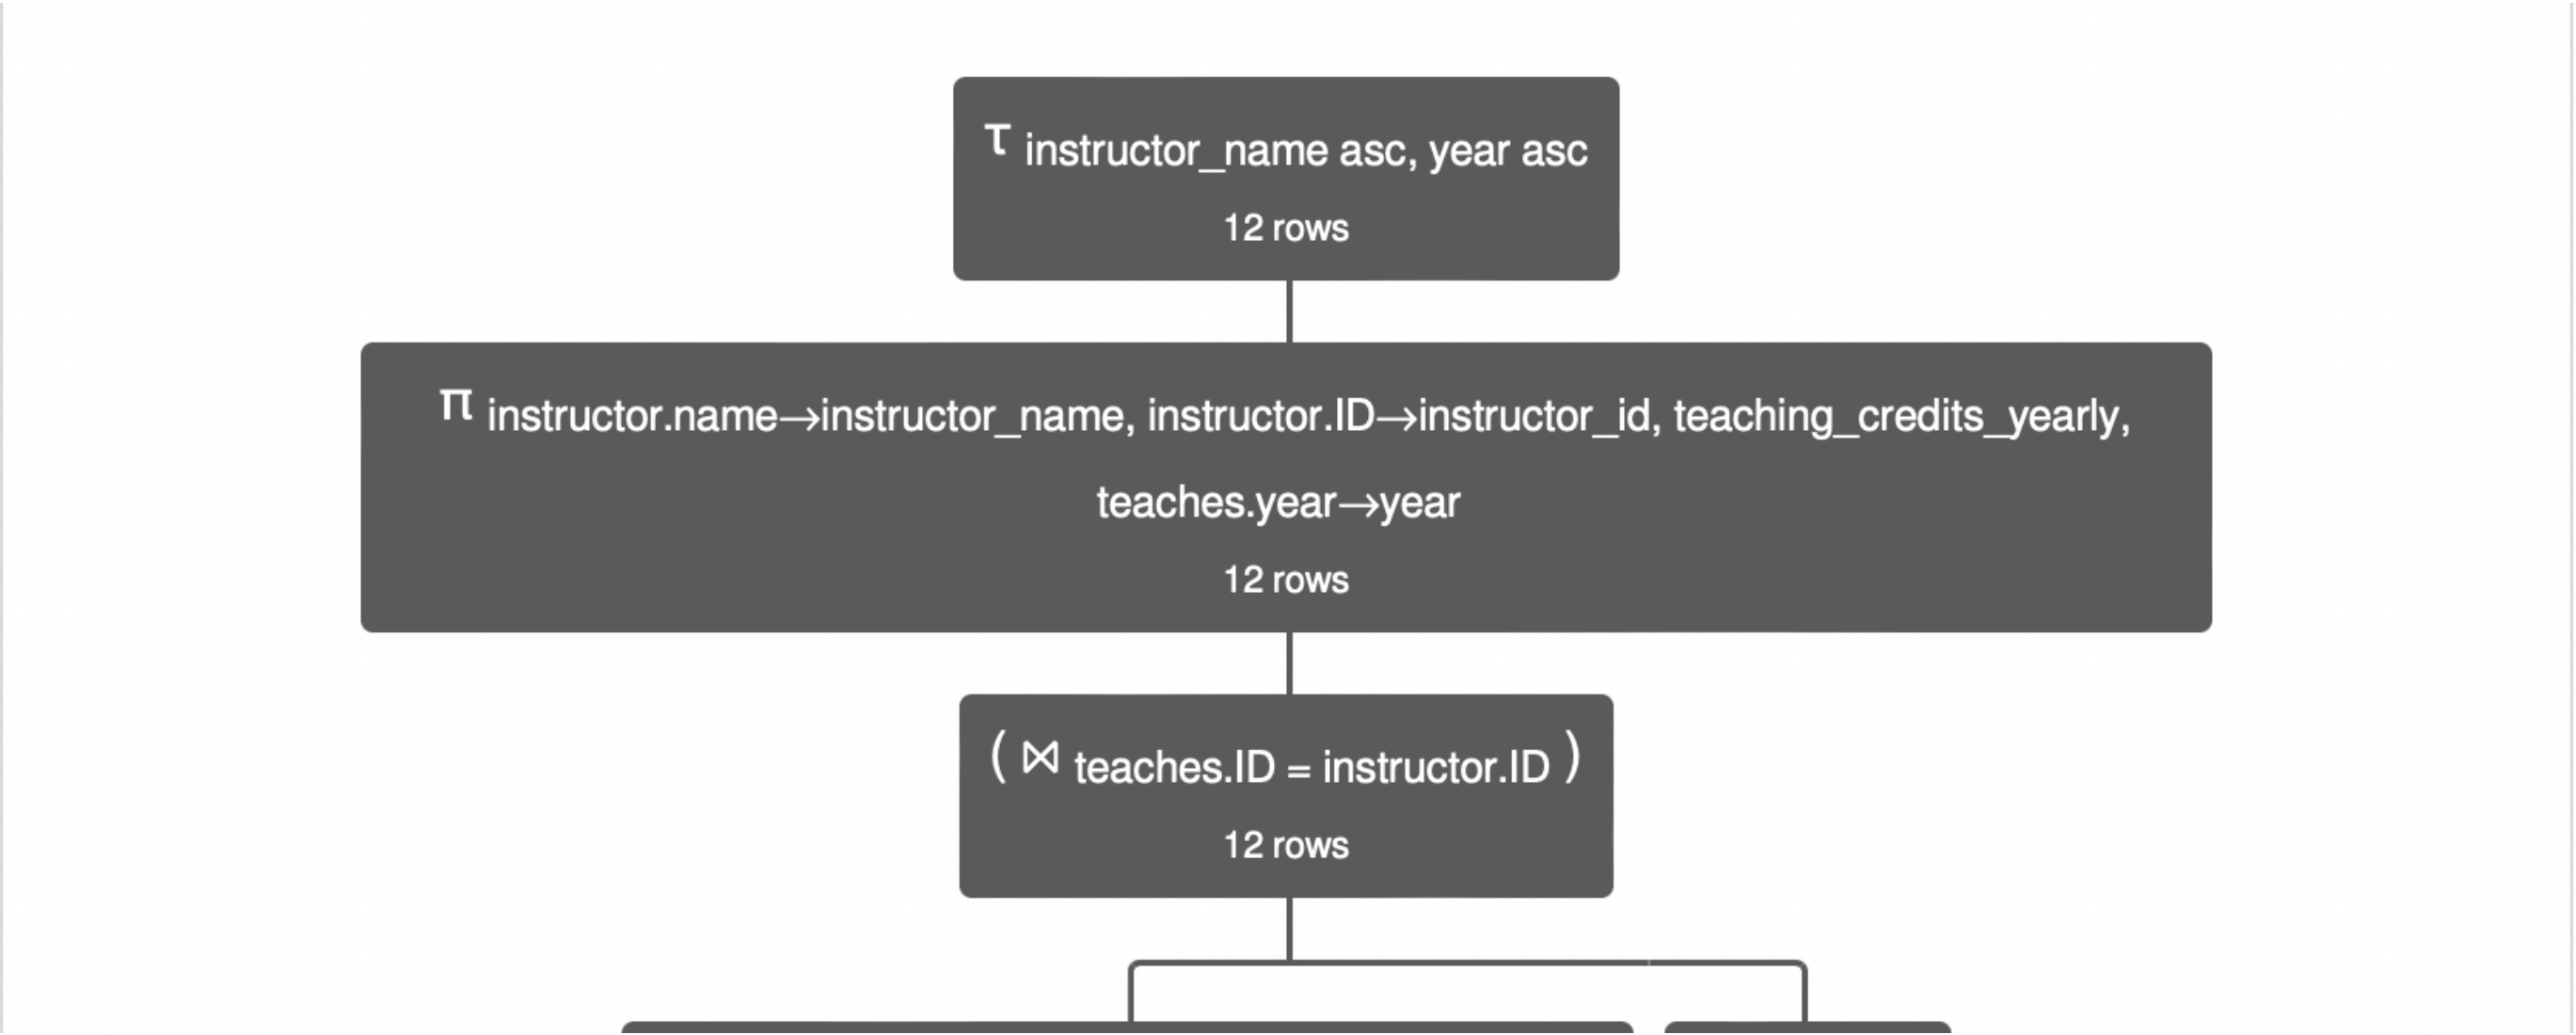 τ instructor_name asc, year asc
12 rows
π instructor.name→instructor_name, instructor.ID→instructor_id, teaching_credits_yearly,
teaches.year→year
12 rows
( ⋈ teaches.ID = instructor.ID )
12 rows